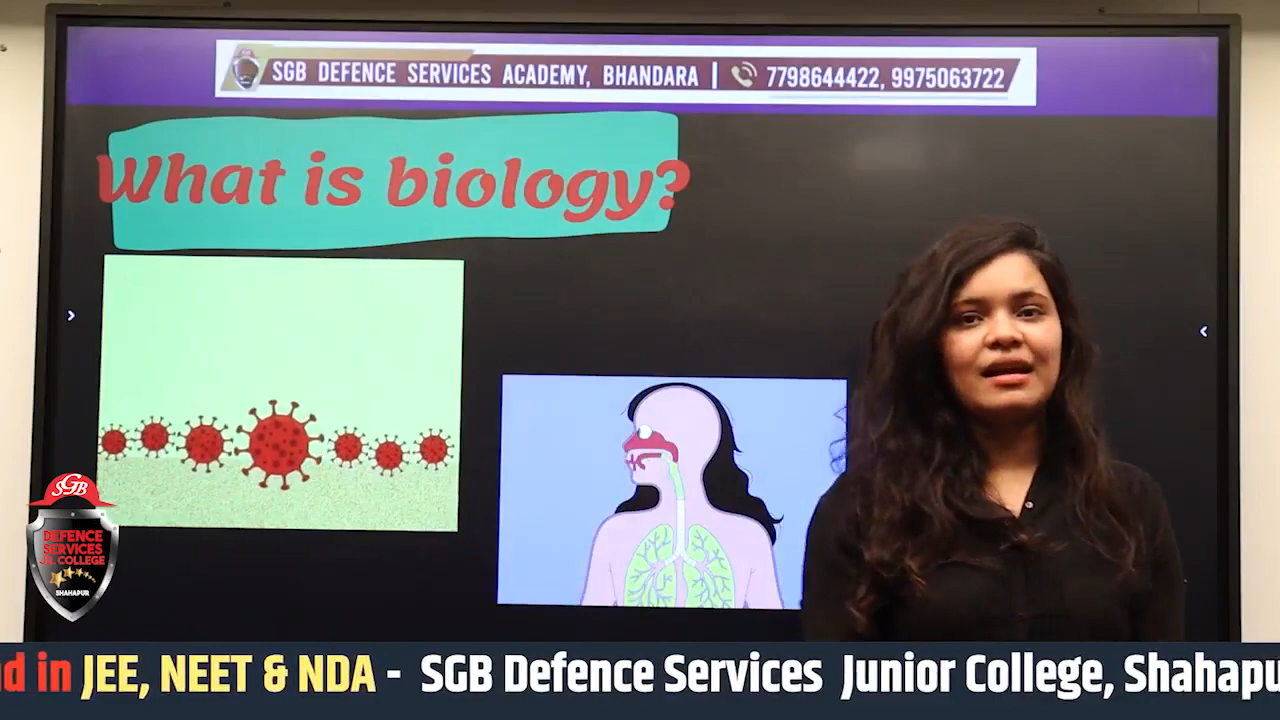 SGB DEFENCE SERVICES ACADEMY, BHANDARA | 7798644422, 9975063722
What is biology?
SGB
DEFENCE
SERVICES
JR. COLLEGE
SHAHAPUR
d in JEE, NEET & NDA - SGB Defence Services Junior College, Shahapu